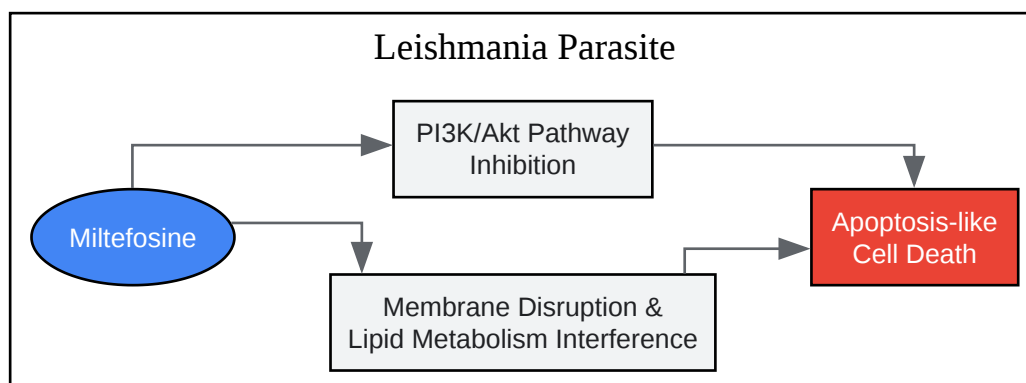 Leishmania Parasite
PI3K/Akt Pathway
Inhibition
Miltefosine
Apoptosis-like
Cell Death
Membrane Disruption &
Lipid Metabolism Interference